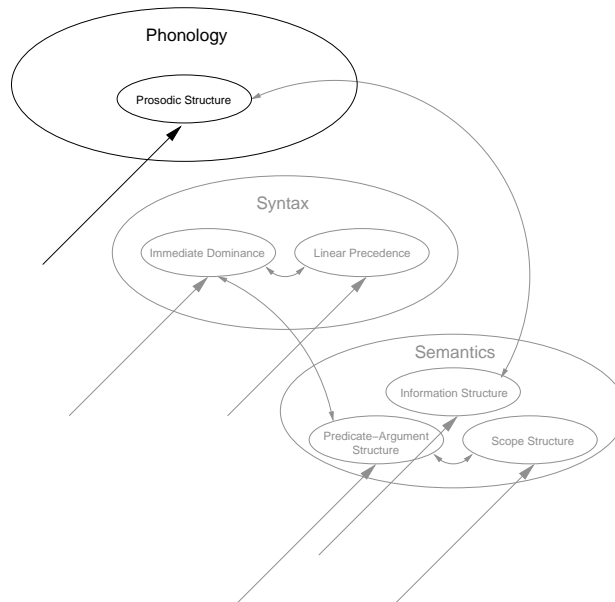 Phonology
Prosodic Structure
Syntax
Immediate Dominance
Linear Precedence
Semantics
Information Structure
Predicate−Argument
Structure
Scope Structure